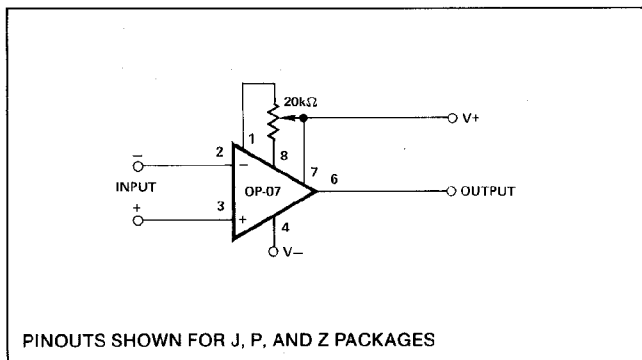 20kΩ
V+
1
8
2
7
6
−
−
INPUT
OP-07
OUTPUT
+
3
+
4
V−
PINOUTS SHOWN FOR J, P, AND Z PACKAGES